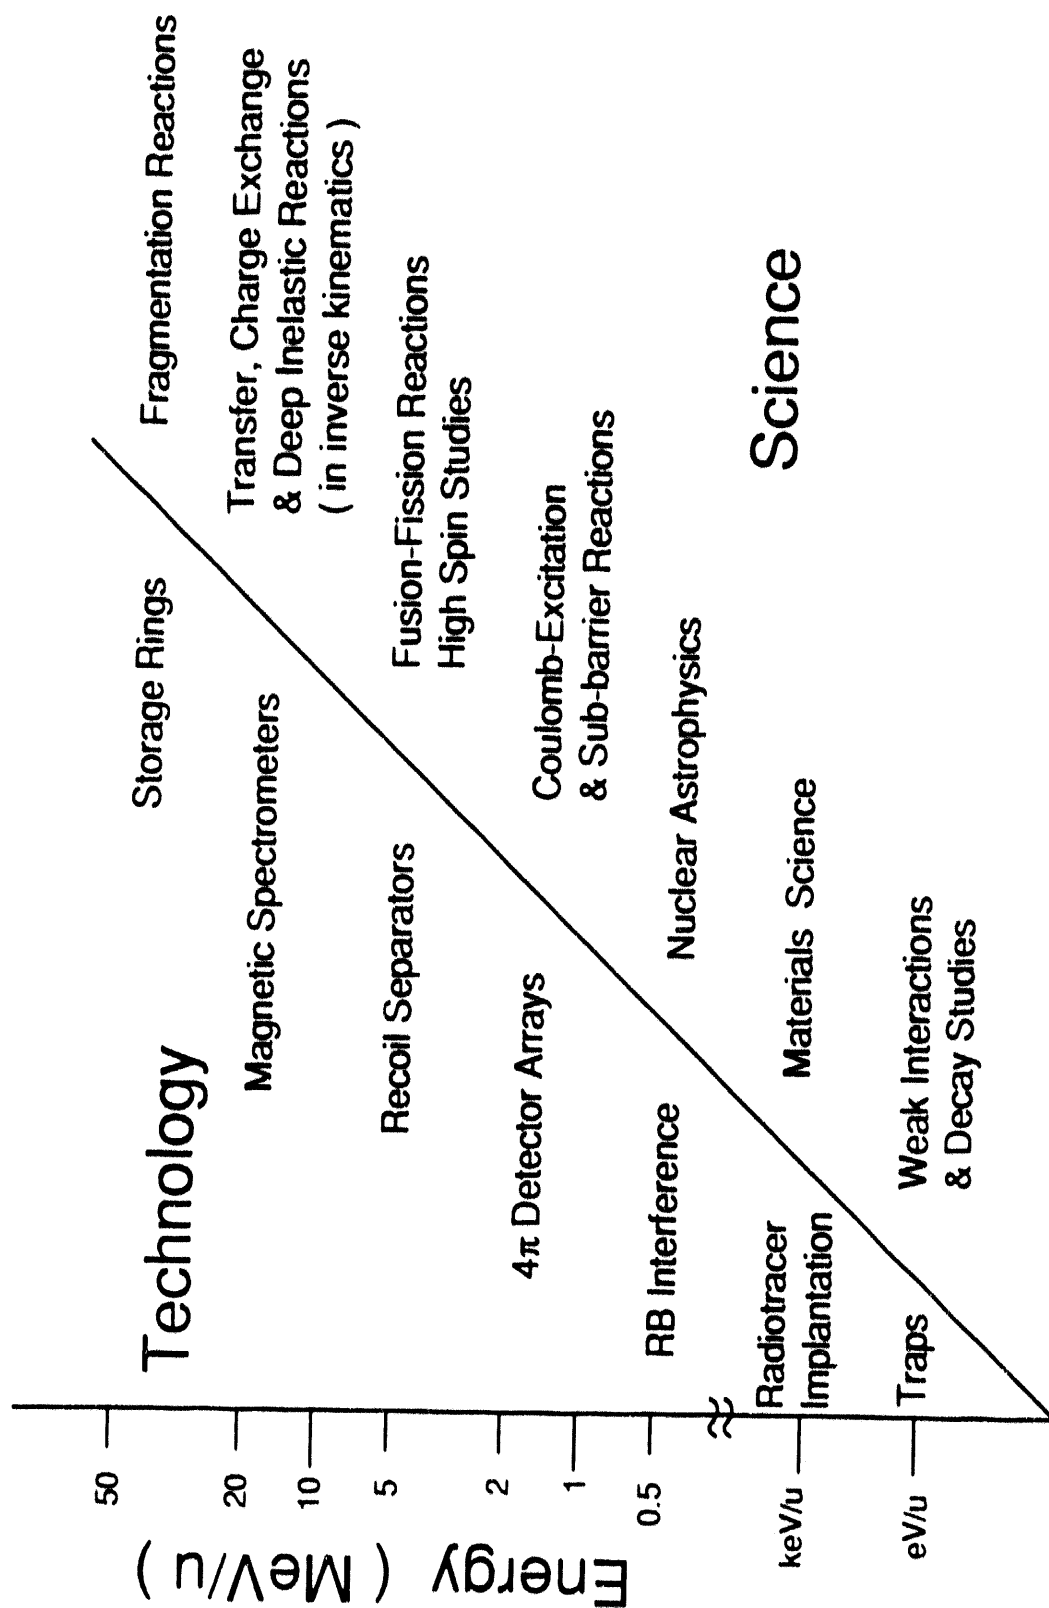 Energy ( MeV/u )
50
20
10
5
2
1
0.5
keV/u
eV/u
Technology
Storage Rings
Magnetic Spectrometers
Recoil Separators
4π Detector Arrays
RB Interference
Radiotracer
Implantation
Traps
Fragmentation Reactions
Transfer, Charge Exchange
& Deep Inelastic Reactions
( in inverse kinematics )
Fusion-Fission Reactions
High Spin Studies
Coulomb-Excitation
& Sub-barrier Reactions
Nuclear Astrophysics
Materials Science
Weak Interactions
& Decay Studies
Science